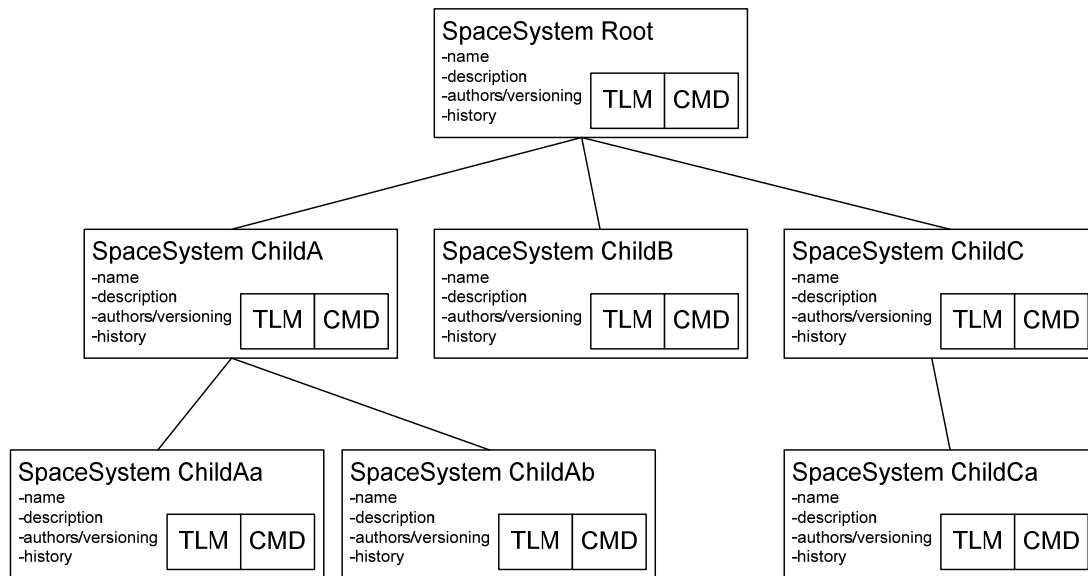 SpaceSystem Root
-name
-description
-authors/versioning
-history
TLM CMD
SpaceSystem ChildA
-name
-description
-authors/versioning
-history
TLM CMD
SpaceSystem ChildB
-name
-description
-authors/versioning
-history
TLM CMD
SpaceSystem ChildC
-name
-description
-authors/versioning
-history
TLM CMD
SpaceSystem ChildAa
-name
-description
-authors/versioning
-history
TLM CMD
SpaceSystem ChildAb
-name
-description
-authors/versioning
-history
TLM CMD
SpaceSystem ChildCa
-name
-description
-authors/versioning
-history
TLM CMD